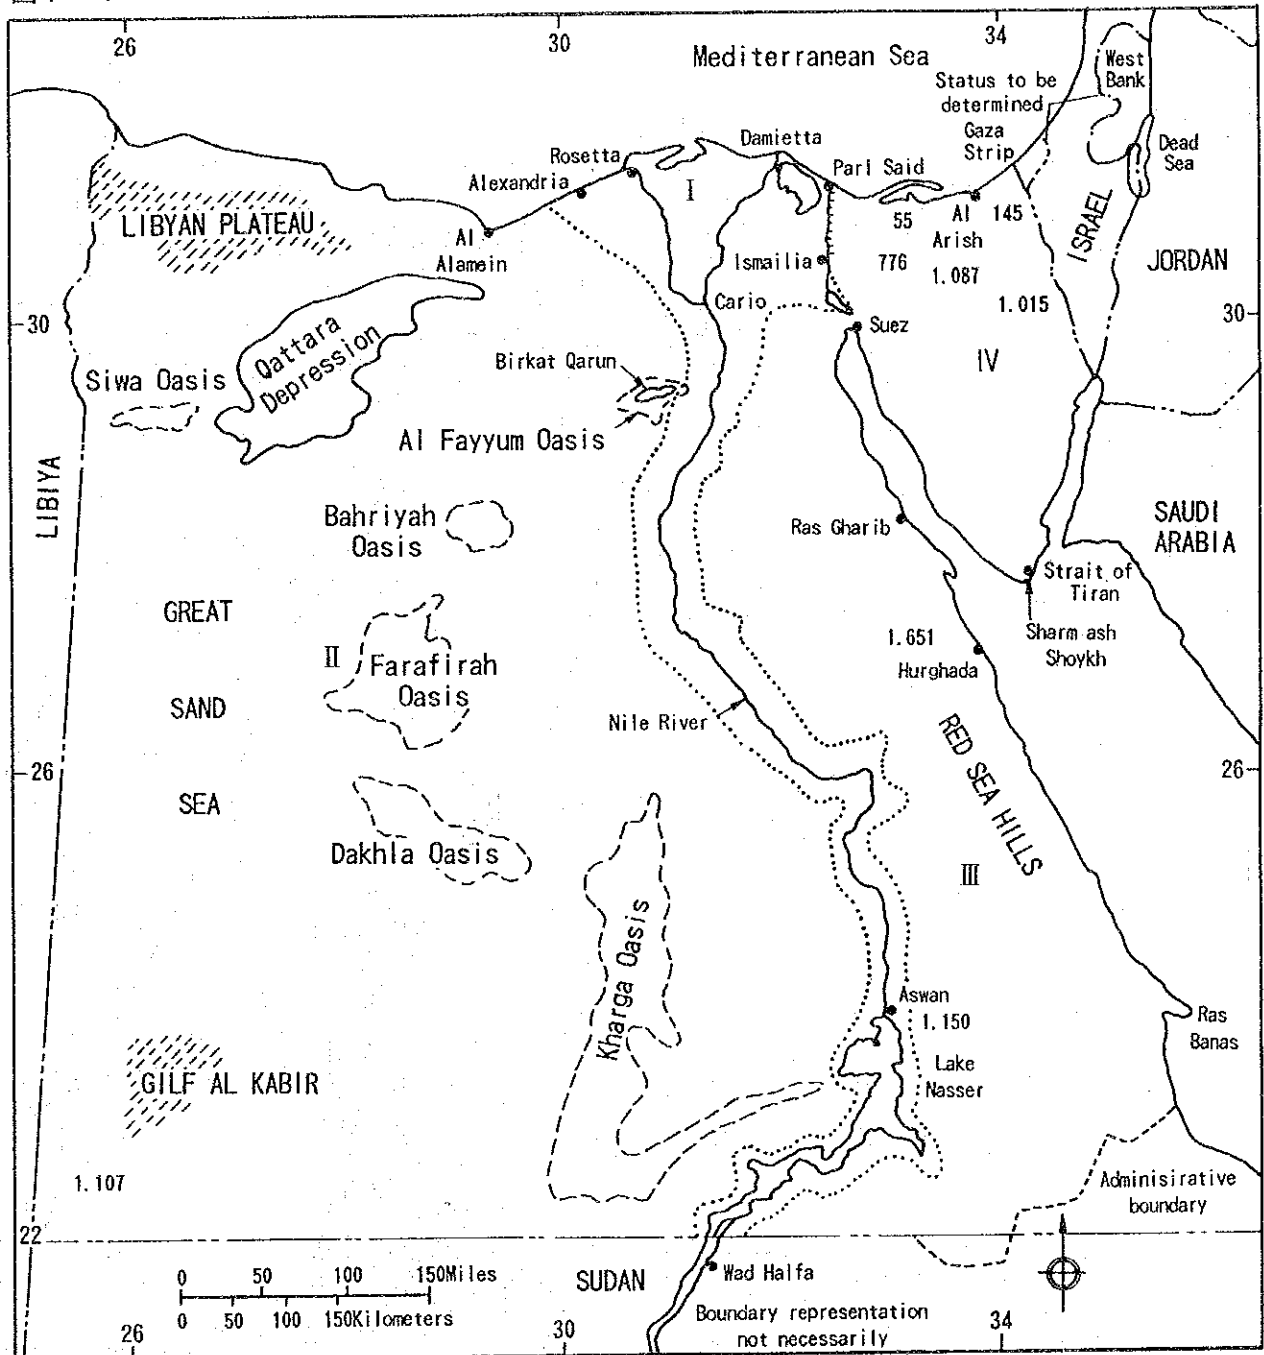 26
30
34
Mediterranean Sea
West
Bank
Status to be
determined
Gaza
Strip
Dead
Sea
Damietta
Rosetta
Parl Said
Alexandria
I
LIBYAN PLATEAU
55
Al
Arish
145
ISRAEL
Al
Alamein
Ismailia
776
1.087
JORDAN
1.015
Cario
30
30
Suez
Qattara
Depression
Siwa Oasis
Birkat Qarun
IV
Al Fayyum Oasis
LIBIYA
Bahriyah
Oasis
Ras Gharib
SAUDI
ARABIA
Strait of
Tiran
GREAT
II
Farafirah
Oasis
1.651
Hurghada
Sharm ash
Shoykh
SAND
Nile River
RED SEA HILLS
26
26
SEA
Dakhla Oasis
III
Kharga Oasis
Aswan
1.150
Ras
Banas
Lake
Nasser
GILF AL KABIR
1.107
Adminisirative
boundary
22
0 50 100 150Miles
0 50 100 150Kilometers
SUDAN
Wad Halfa
Boundary representation
not necessarily
26
30
34